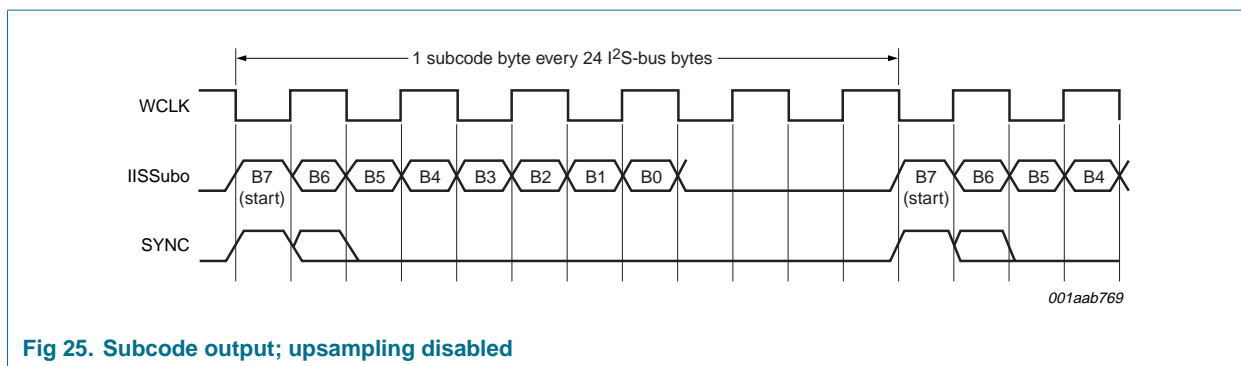 1 subcode byte every 24 I²S-bus bytes
WCLK
IISSubo B7 B6 B5 B4 B3 B2 B1 B0 B7 B6 B5 B4
(start) (start)
SYNC
001aab769
Fig 25. Subcode output; upsampling disabled